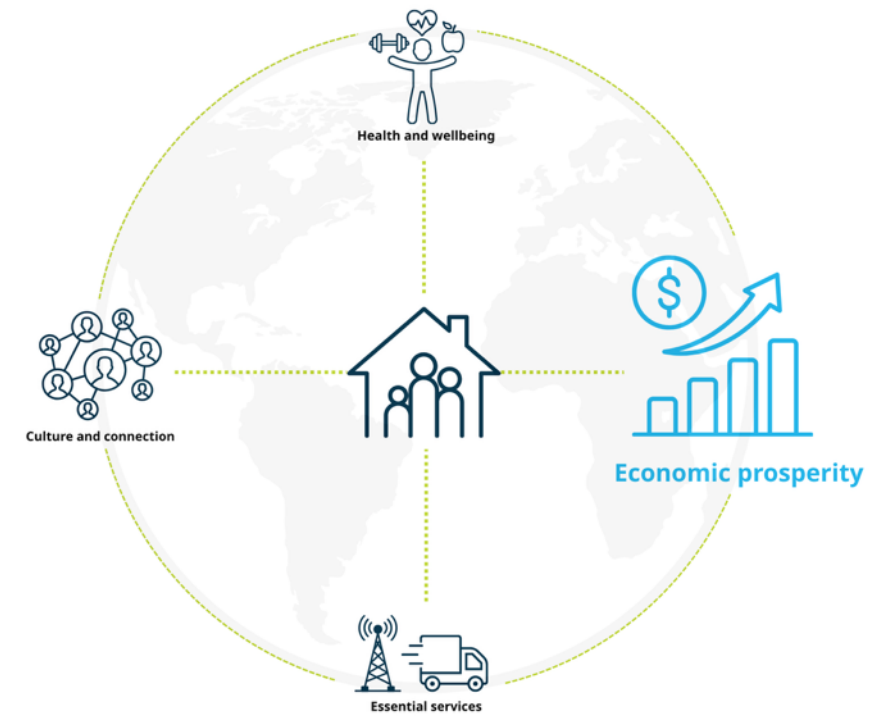 Health and wellbeing
$
Culture and connection
Economic prosperity
Essential services